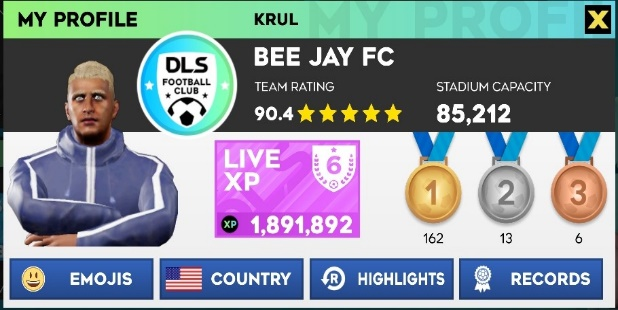 MY PROFILE
KRUL
MY PROF
X
DLS
FOOTBALL
CLUB
BEE JAY FC
TEAM RATING
STADIUM CAPACITY
90.4
85,212
LIVE
XP
6
XP 1,891,892
1
2
3
162
13
6
EMOJIS
COUNTRY
R
HIGHLIGHTS
RECORDS